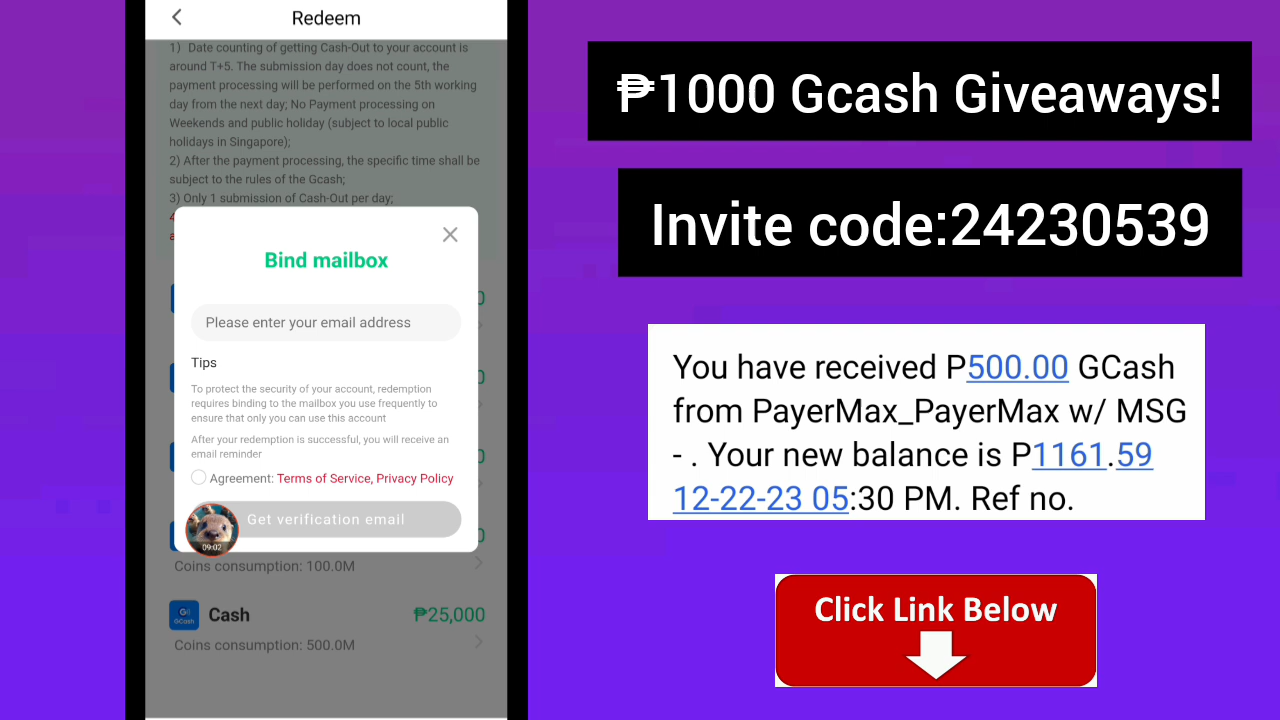 Redeem
1) Date counting of getting Cash-Out to your account is
around T+5. The submission day does not count, the
payment processing will be performed on the 5th working
day from the next day; No Payment processing on
Weekends and public holiday (subject to local public
holidays in Singapore);
2) After the payment processing, the specific time shall be
subject to the rules of the Gcash;
3) Only 1 submission of Cash-Out per day;
Bind mailbox
Please enter your email address
Tips
To protect the security of your account, redemption
requires binding to the mailbox you use frequently to
ensure that only you can use this account
After your redemption is successful, you will receive an
email reminder
Agreement: Terms of Service, Privacy Policy
Get verification email
09:02
Coins consumption: 100.0M
GCash
Cash
₱25,000
Coins consumption: 500.0M
₱1000 Gcash Giveaways!
Invite code:24230539
You have received P500.00 GCash
from PayerMax_PayerMax w/ MSG
- . Your new balance is P1161.59
12-22-23 05:30 PM. Ref no.
Click Link Below